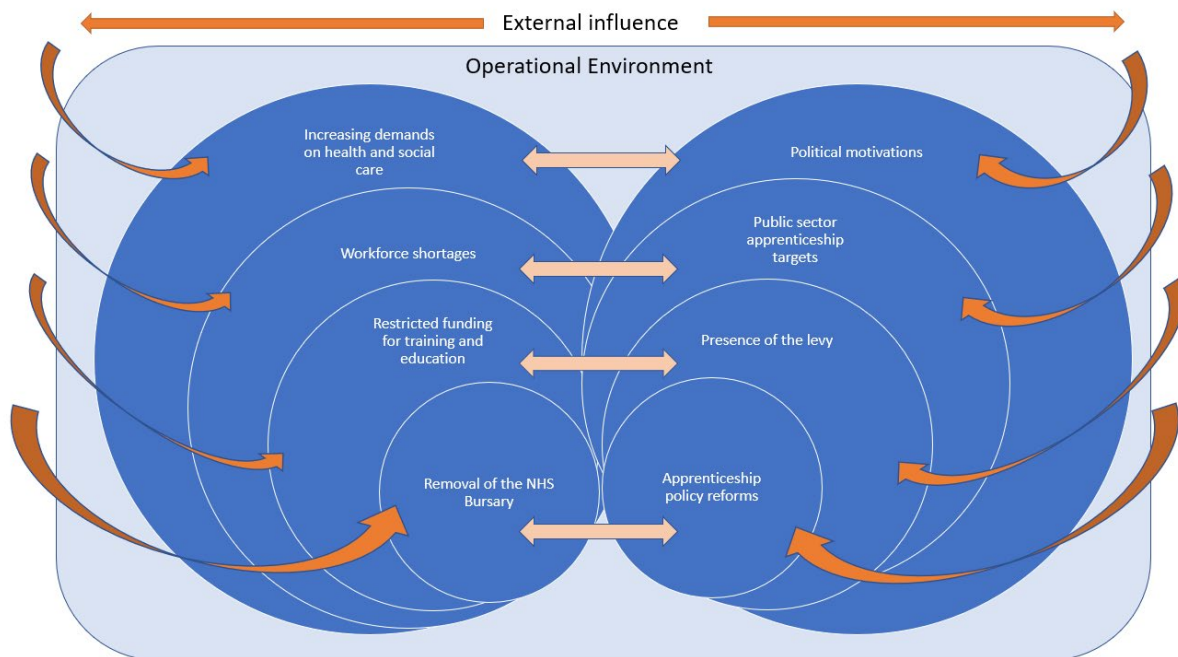 External influence
Operational Environment
Increasing demands
on health and social
care
Political motivations
Workforce shortages
Public sector
apprenticeship
targets
Restricted funding
for training and
education
Presence of the levy
Removal of the NHS
Bursary
Apprenticeship
policy reforms